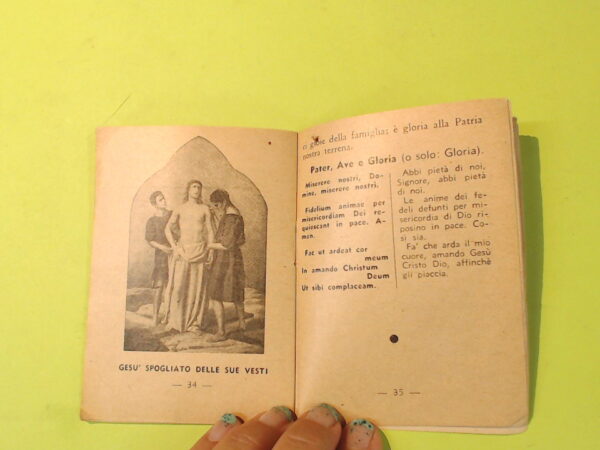 GESU' SPOGLIATO DELLE SUE VESTI
— 34 —
ci gioie della famiglia; è gloria alla Patria
nostra terrena.
Pater, Ave e Gloria (o solo: Gloria).
Miserere nostri, Do-
mine, miserere nostri.
Fidelium animae per
misericordiam Dei re-
quiescant in pace. A-
men.
Fac ut ardeat cor
meum
In amando Christum
Deum
Ut sibi complaceam.
Abbi pietà di noi,
Signore, abbi pietà
di noi.
Le anime dei fe-
deli defunti per mi-
sericordia di Dio ri-
posino in pace. Co-
sì sia.
Fa' che arda il mio
cuore, amando Gesù
Cristo Dio, affinchè
gli piaccia.
— 35 —